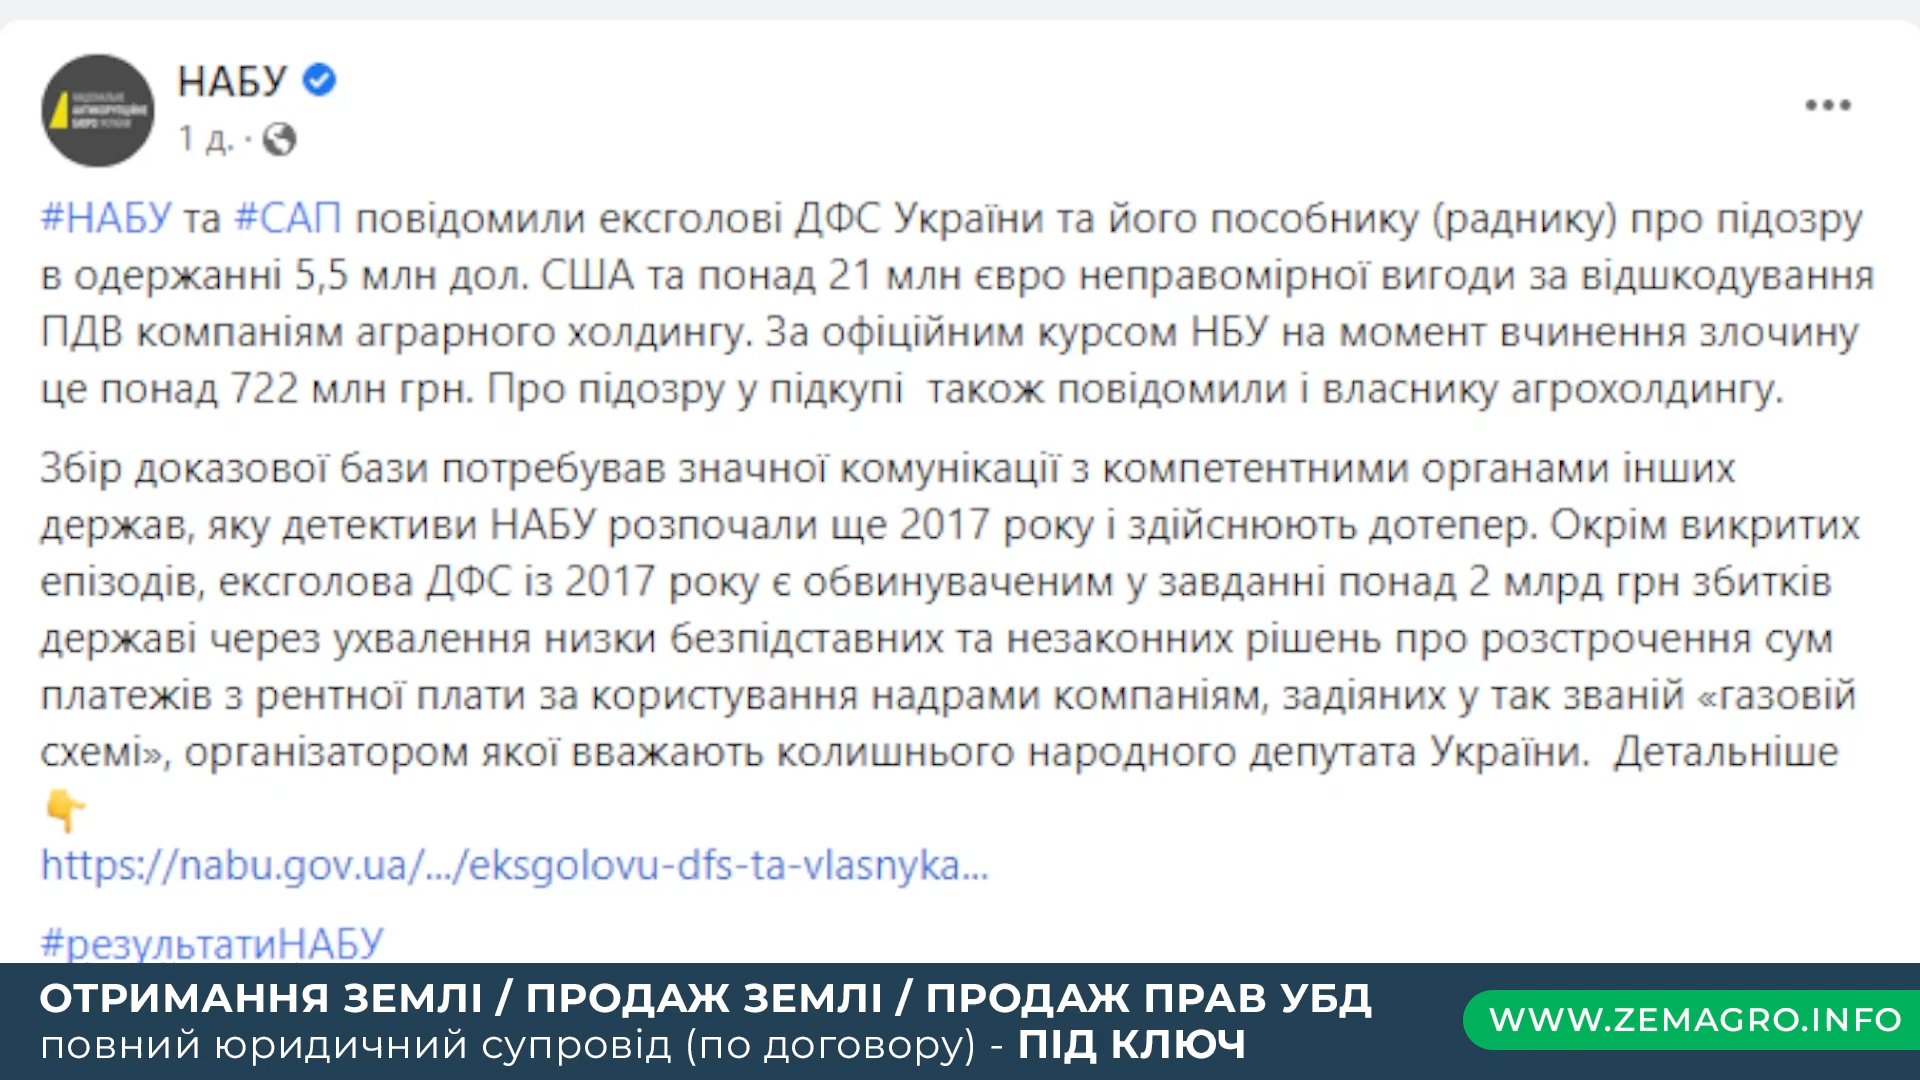 НАБУ
НАЦІОНАЛЬНЕ
АНТИКОРУПЦІЙНЕ
БЮРО УКРАЇНИ
1 д. ·
#НАБУ та #САП повідомили ексголові ДФС України та його пособнику (раднику) про підозру
в одержанні 5,5 млн дол. США та понад 21 млн євро неправомірної вигоди за відшкодування
ПДВ компаніям аграрного холдингу. За офіційним курсом НБУ на момент вчинення злочину
це понад 722 млн грн. Про підозру у підкупі  також повідомили і власнику агрохолдингу.
Збір доказової бази потребував значної комунікації з компетентними органами інших
держав, яку детективи НАБУ розпочали ще 2017 року і здійснюють дотепер. Окрім викритих
епізодів, ексголова ДФС із 2017 року є обвинуваченим у завданні понад 2 млрд грн збитків
державі через ухвалення низки безпідставних та незаконних рішень про розстрочення сум
платежів з рентної плати за користування надрами компаніям, задіяних у так званій «газовій
схемі», організатором якої вважають колишнього народного депутата України.  Детальніше
👇
https://nabu.gov.ua/.../eksgolovu-dfs-ta-vlasnyka...
#результатиНАБУ
ОТРИМАННЯ ЗЕМЛІ / ПРОДАЖ ЗЕМЛІ / ПРОДАЖ ПРАВ УБД
повний юридичний супровід (по договору) - ПІД КЛЮЧ
WWW.ZEMAGRO.INFO